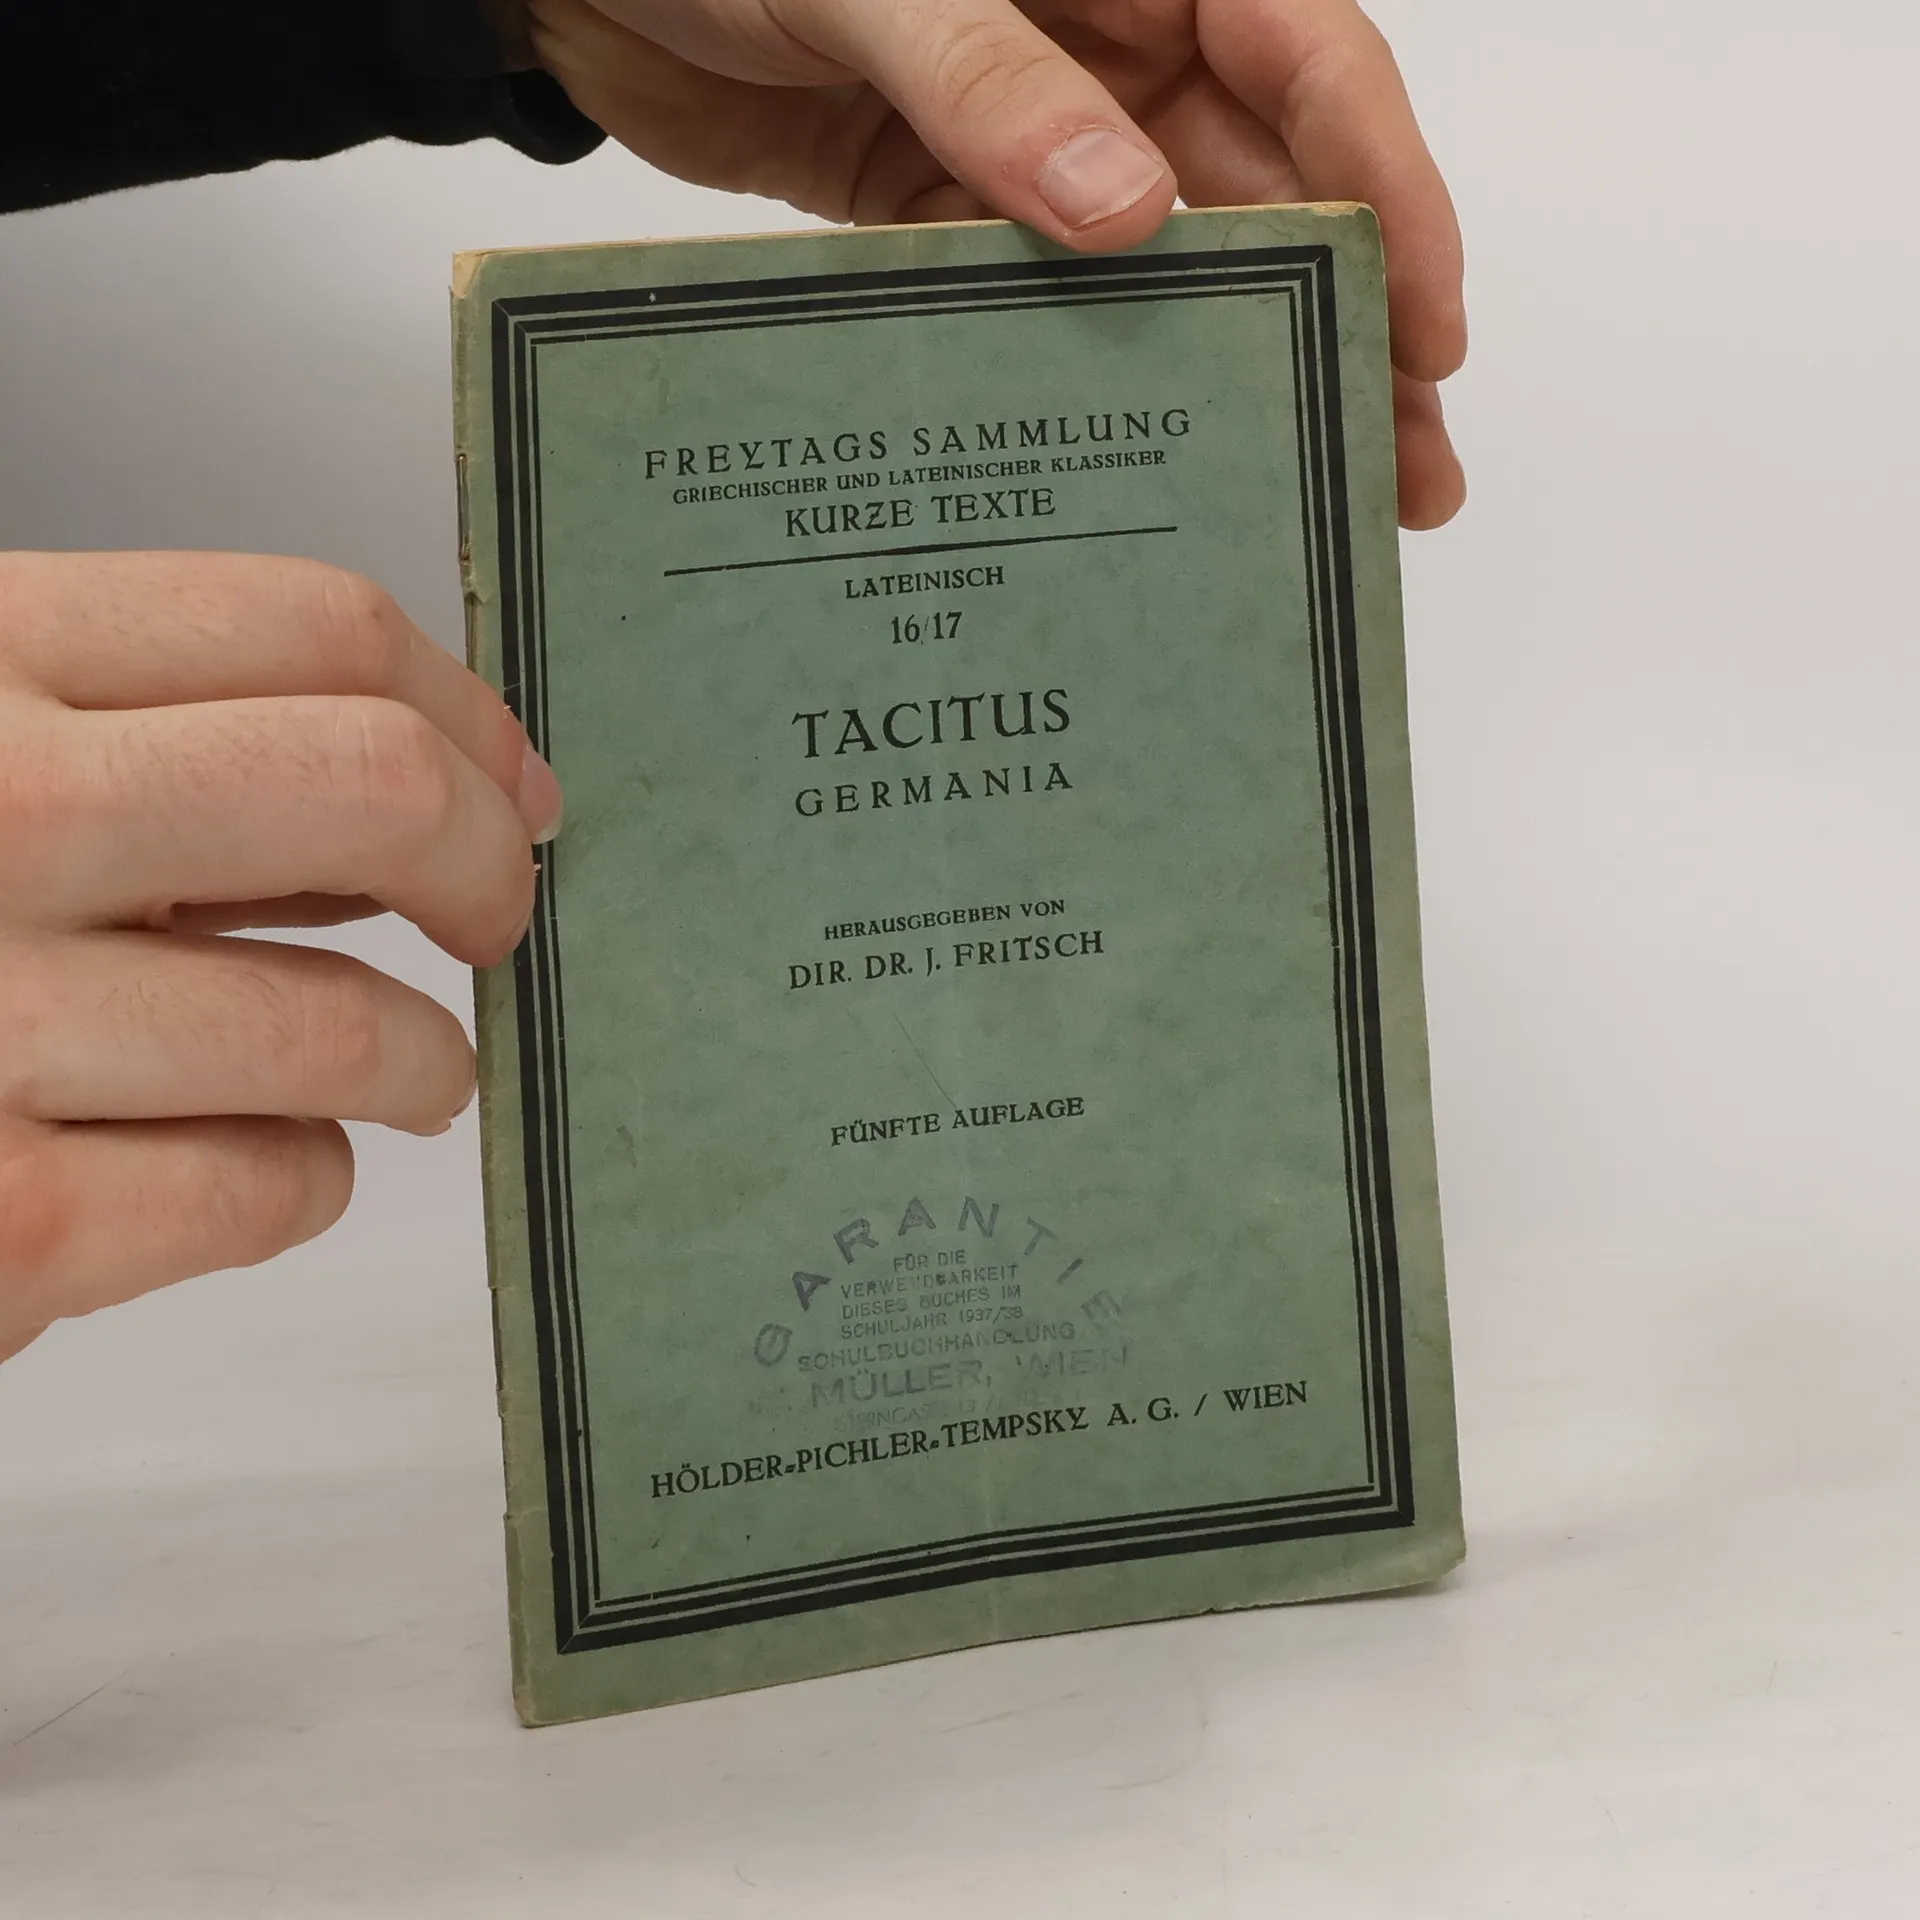 FREYTAGS SAMMLUNG
GRIECHISCHER UND LATEINISCHER KLASSIKER
KURZE TEXTE
LATEINISCH
16/17
TACITUS
GERMANIA
HERAUSGEGEBEN VON
DIR. DR. J. FRITSCH
FÜNFTE AUFLAGE
GARANTIE
FÜR DIE
VERWENDBARKEIT
DIESES BUCHES IM
SCHULJAHR 1937/38
SCHULBUCHHANDLUNG
MÜLLER, WIEN
HÖLDER-PICHLER-TEMPSKY A. G. / WIEN